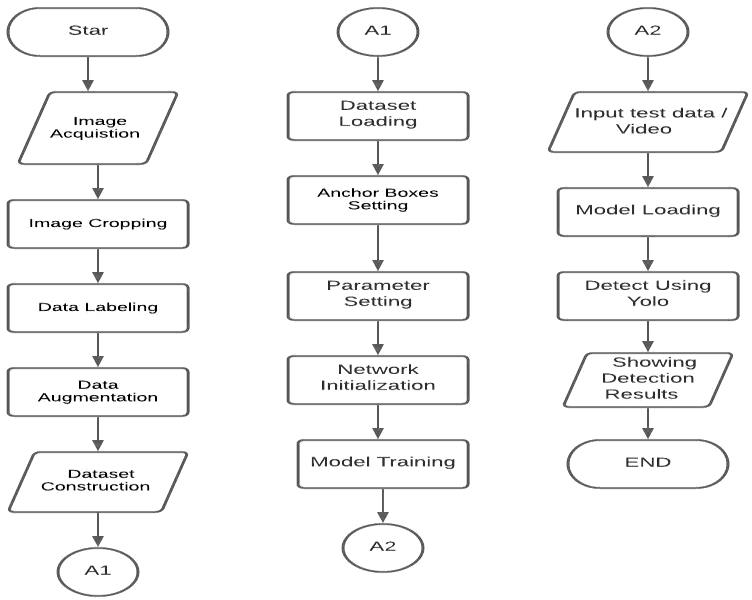 Star
Image
Acquistion
Image Cropping
Data Labeling
Data
Augmentation
Dataset
Construction
A1
A1
Dataset
Loading
Anchor Boxes
Setting
Parameter
Setting
Network
Initialization
Model Training
A2
A2
Input test data /
Video
Model Loading
Detect Using
Yolo
Showing
Detection
Results
END